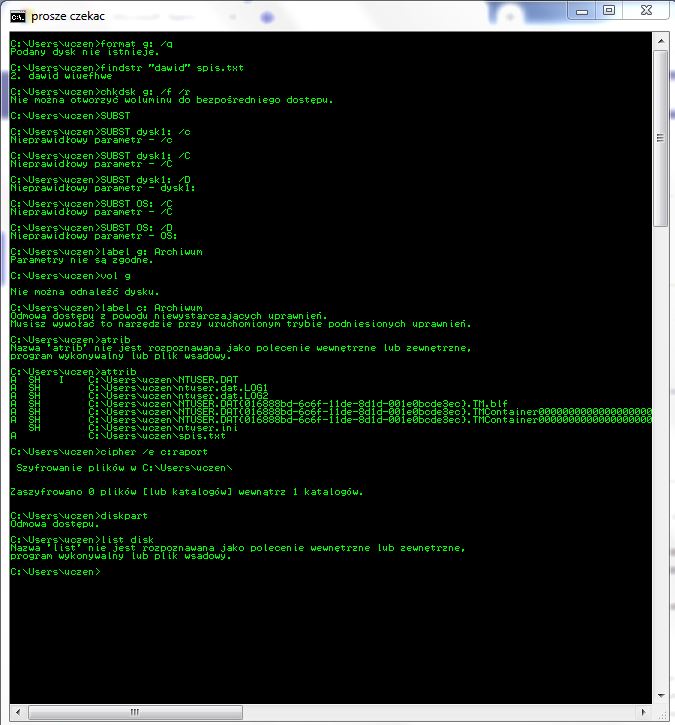 prosze czekac
C:\Users\uczen>format g: /q
Podany dysk nie istnieje.
C:\Users\uczen>findstr "dawid" spis.txt
2. dawid wiuefhwe
C:\Users\uczen>chkdsk g: /f /r
Nie można otworzyć woluminu do bezpośredniego dostępu.
C:\Users\uczen>SUBST
C:\Users\uczen>SUBST dysk1: /c
Nieprawidłowy parametr - /c
C:\Users\uczen>SUBST dysk1: /C
Nieprawidłowy parametr - /C
C:\Users\uczen>SUBST dysk1: /D
Nieprawidłowy parametr - dysk1:
C:\Users\uczen>SUBST OS: /C
Nieprawidłowy parametr - /C
C:\Users\uczen>SUBST OS: /D
Nieprawidłowy parametr - OS:
C:\Users\uczen>label g: Archiwum
Parametry nie są zgodne.
C:\Users\uczen>vol g
Nie można odnaleźć dysku.
C:\Users\uczen>label c: Archiwum
Odmowa dostępu z powodu niewystarczających uprawnień.
Musisz wywołać to narzędzie przy uruchomionym trybie podniesionych uprawnień.
C:\Users\uczen>atrib
Nazwa 'atrib' nie jest rozpoznawana jako polecenie wewnętrzne lub zewnętrzne,
program wykonywalny lub plik wsadowy.
C:\Users\uczen>attrib
A  SH   I    C:\Users\uczen\NTUSER.DAT
A  SH        C:\Users\uczen\ntuser.dat.LOG1
A  SH        C:\Users\uczen\ntuser.dat.LOG2
A  SH        C:\Users\uczen\NTUSER.DAT{016888bd-6c6f-11de-8d1d-001e0bcde3ec}.TM.blf
A  SH        C:\Users\uczen\NTUSER.DAT{016888bd-6c6f-11de-8d1d-001e0bcde3ec}.TMContainer0000000000000000000
A  SH        C:\Users\uczen\NTUSER.DAT{016888bd-6c6f-11de-8d1d-001e0bcde3ec}.TMContainer0000000000000000000
   SH        C:\Users\uczen\ntuser.ini
A            C:\Users\uczen\spis.txt
C:\Users\uczen>cipher /e c:raport
Szyfrowanie plików w C:\Users\uczen\
Zaszyfrowano 0 plików [lub katalogów] wewnątrz 1 katalogów.
C:\Users\uczen>diskpart
Odmowa dostępu.
C:\Users\uczen>list disk
Nazwa 'list' nie jest rozpoznawana jako polecenie wewnętrzne lub zewnętrzne,
program wykonywalny lub plik wsadowy.
C:\Users\uczen>